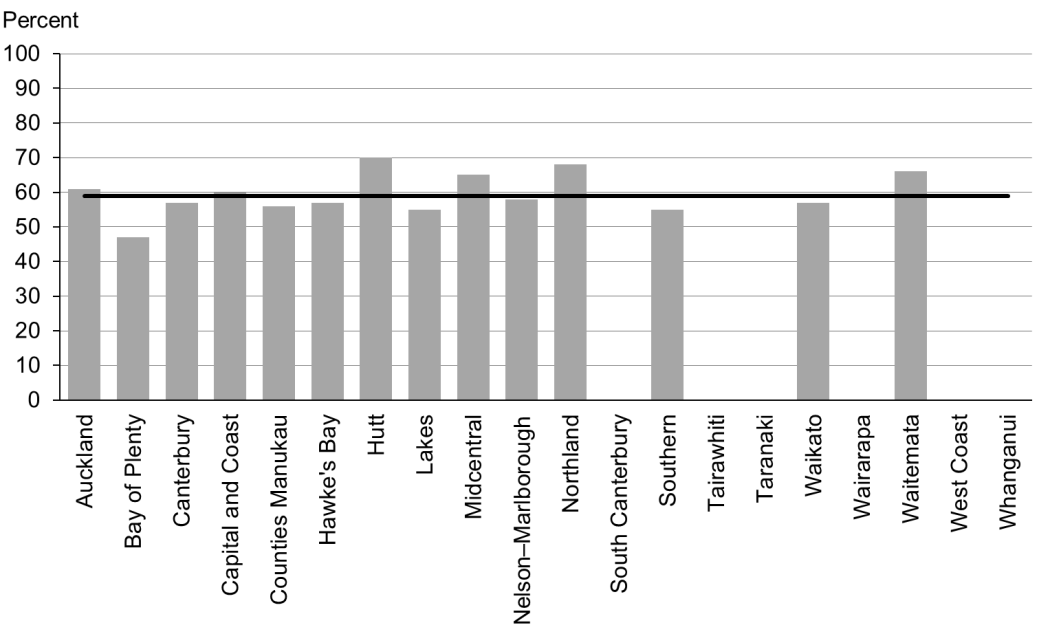 Percent
100
90
80
70
60
50
40
30
20
10
0
Auckland
Bay of Plenty
Canterbury
Capital and Coast
Counties Manukau
Hawke's Bay
Hutt
Lakes
Midcentral
Nelson–Marlborough
Northland
South Canterbury
Southern
Tairawhiti
Taranaki
Waikato
Wairarapa
Waitemata
West Coast
Whanganui